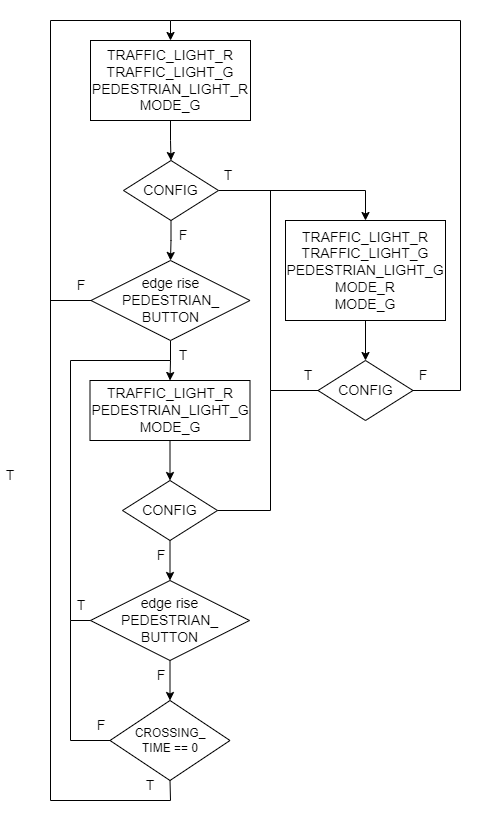 TRAFFIC_LIGHT_R
TRAFFIC_LIGHT_G
PEDESTRIAN_LIGHT_R
MODE_G
CONFIG
T
F
TRAFFIC_LIGHT_R
TRAFFIC_LIGHT_G
PEDESTRIAN_LIGHT_G
MODE_R
MODE_G
F
edge rise
PEDESTRIAN_
BUTTON
T
T
CONFIG
F
TRAFFIC_LIGHT_R
PEDESTRIAN_LIGHT_G
MODE_G
T
CONFIG
F
T
edge rise
PEDESTRIAN_
BUTTON
F
F
CROSSING_
TIME == 0
T